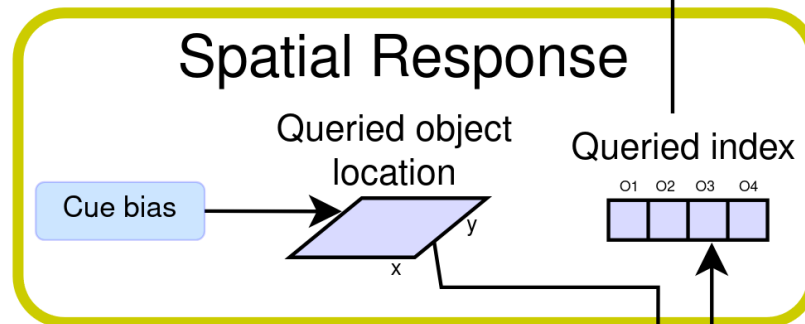 Spatial Response
Queried object
location
Queried index
O1 O2 O3 O4
Cue bias
y
x